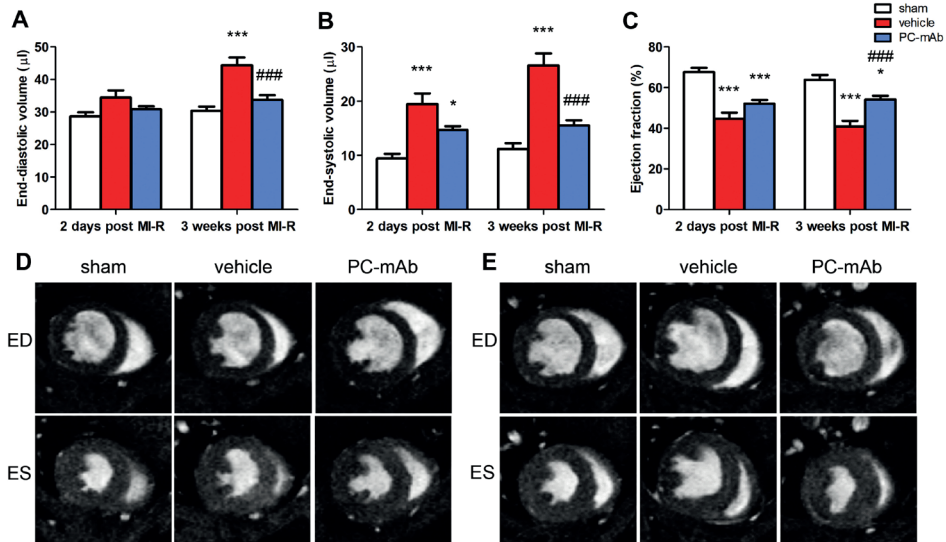 A
End-diastolic volume (μl)
50
40
30
20
10
0
***
###
2 days post MI-R
3 weeks post MI-R
B
End-systolic volume (μl)
30
20
10
0
***
*
***
###
2 days post MI-R
3 weeks post MI-R
C
sham
vehicle
PC-mAb
Ejection fraction (%)
80
60
40
20
0
***
***
***
###
*
2 days post MI-R
3 weeks post MI-R
D
sham
vehicle
PC-mAb
ED
ES
E
sham
vehicle
PC-mAb
ED
ES